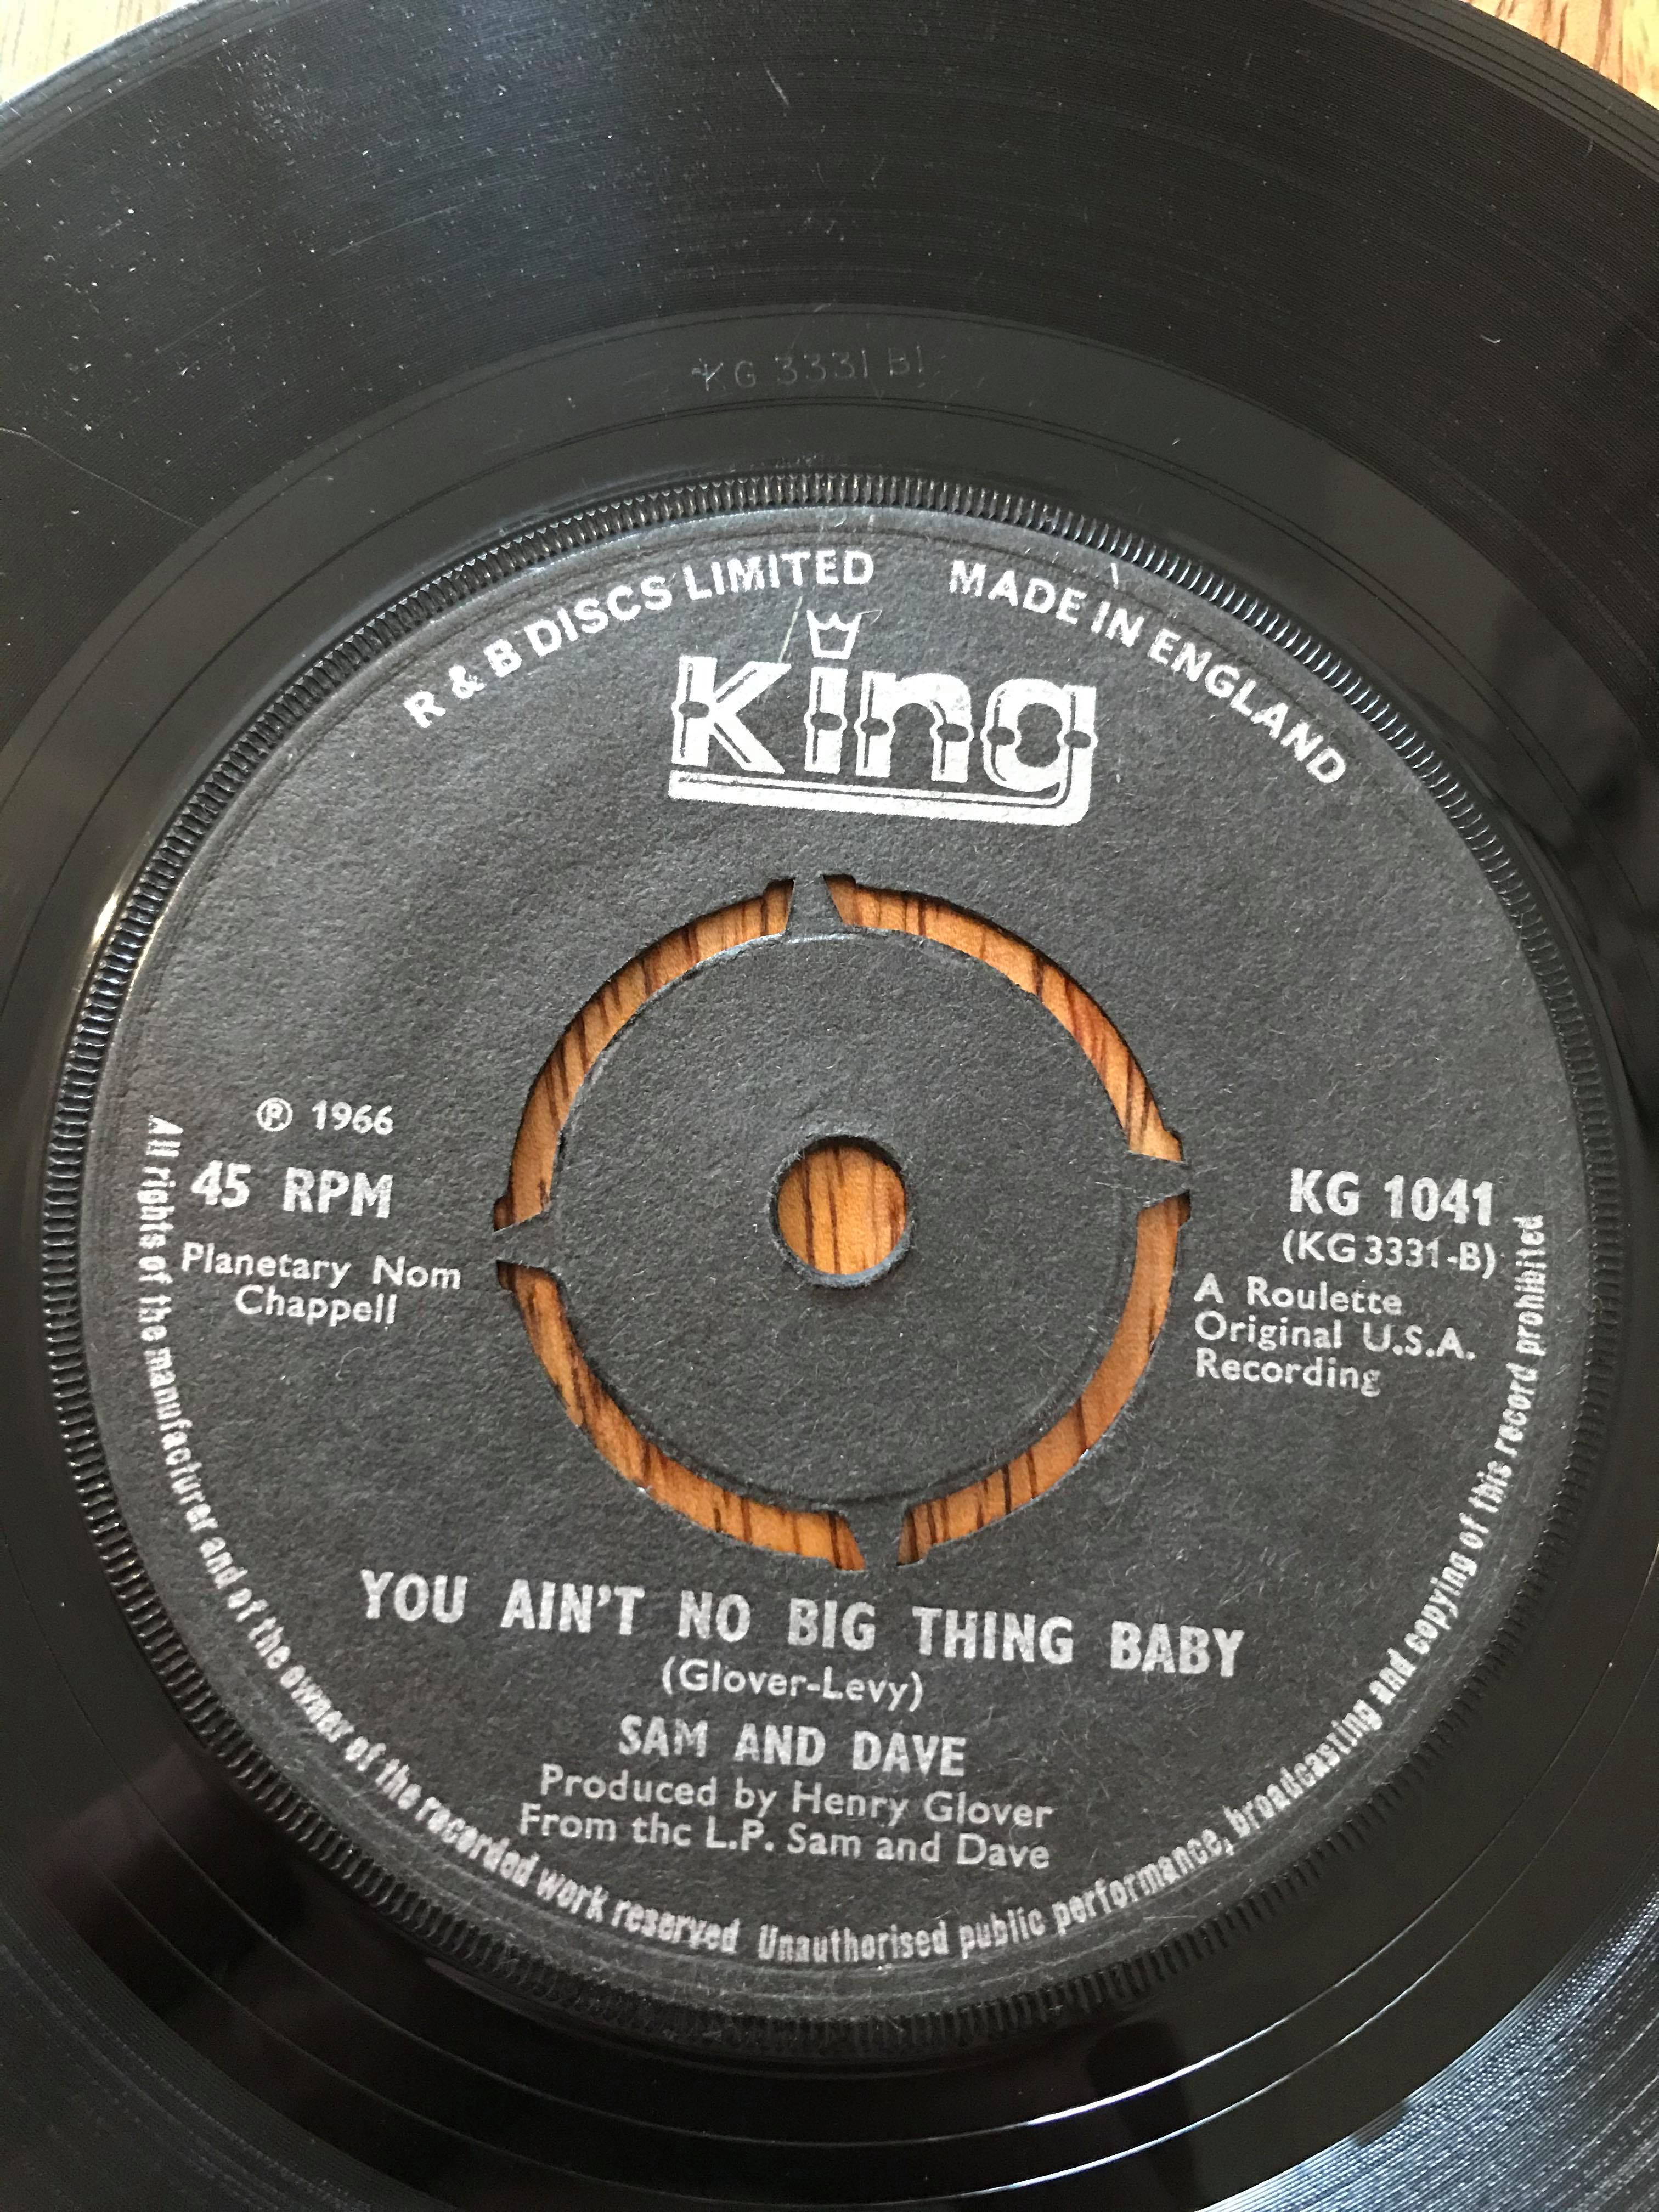 KG 3331 B1
R & B DISCS LIMITED MADE IN ENGLAND
King
℗ 1966
45 RPM
Planetary Nom
Chappell
KG 1041
(KG 3331-B)
A Roulette
Original U.S.A.
Recording
YOU AIN'T NO BIG THING BABY
(Glover-Levy)
SAM AND DAVE
Produced by Henry Glover
From the L.P. Sam and Dave
All rights of the manufacturer and of the owner of the recorded work reserved Unauthorised public performance, broadcasting and copying of this record prohibited